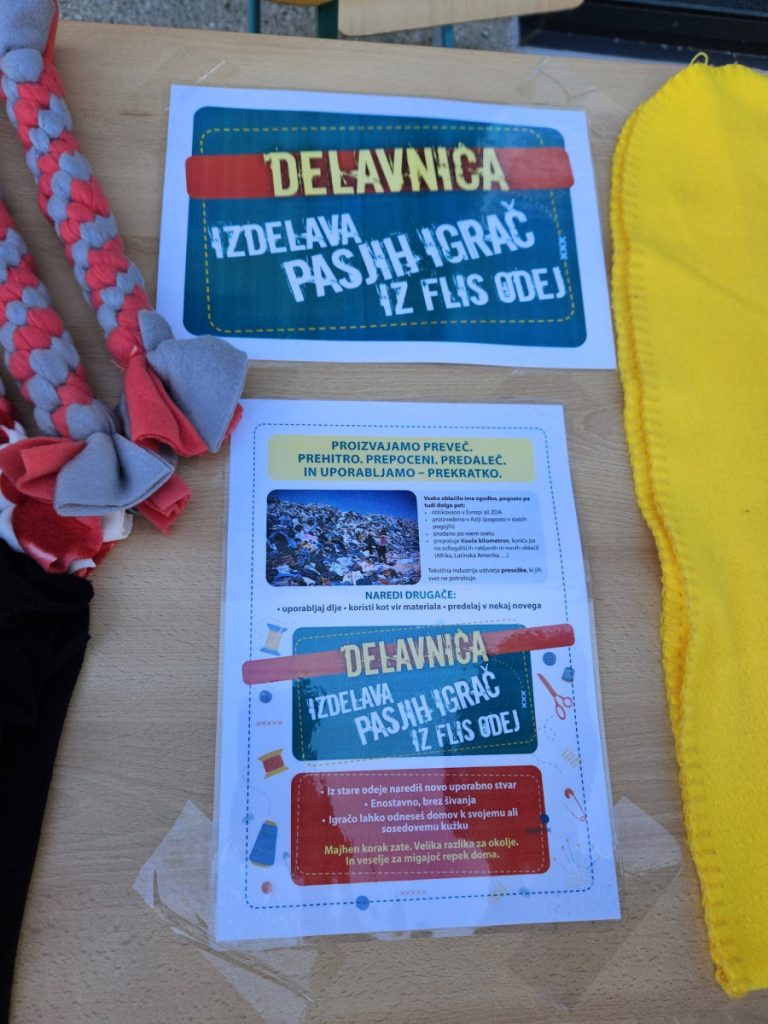 DELAVNICA
IZDELAVA
PASJIH IGRAČ
IZ FLIS ODEJ
XXX
PROIZVAJAMO PREVEČ.
PREHITRO. PREPOCENI. PREDALEČ.
IN UPORABLJAMO – PREKRATKO.
Vsako oblačilo ima zgodbo, pogosto pa
tudi dolgo pot:
• oblikovano v Evropi ali ZDA
• proizvedeno v Aziji (pogosto v slabih
pogojih)
• prodano po vsem svetu
• prepotuje tisoče kilometrov, konča pa
na odlagališčih rabljenih in novih oblačil
(Afrika, Latinska Amerika ...)
Tekstilna industrija ustvarja presežke, ki jih
svet ne potrebuje.
NAREDI DRUGAČE:
• uporabljaj dlje • koristi kot vir materiala • predelaj v nekaj novega
DELAVNICA
IZDELAVA
PASJIH IGRAČ
IZ FLIS ODEJ
XXX
• Iz stare odeje narediš novo uporabno stvar
• Enostavno, brez šivanja
• Igračo lahko odneseš domov k svojemu ali
sosedovemu kužku
Majhen korak zate. Velika razlika za okolje.
In veselje za migajoč repek doma.